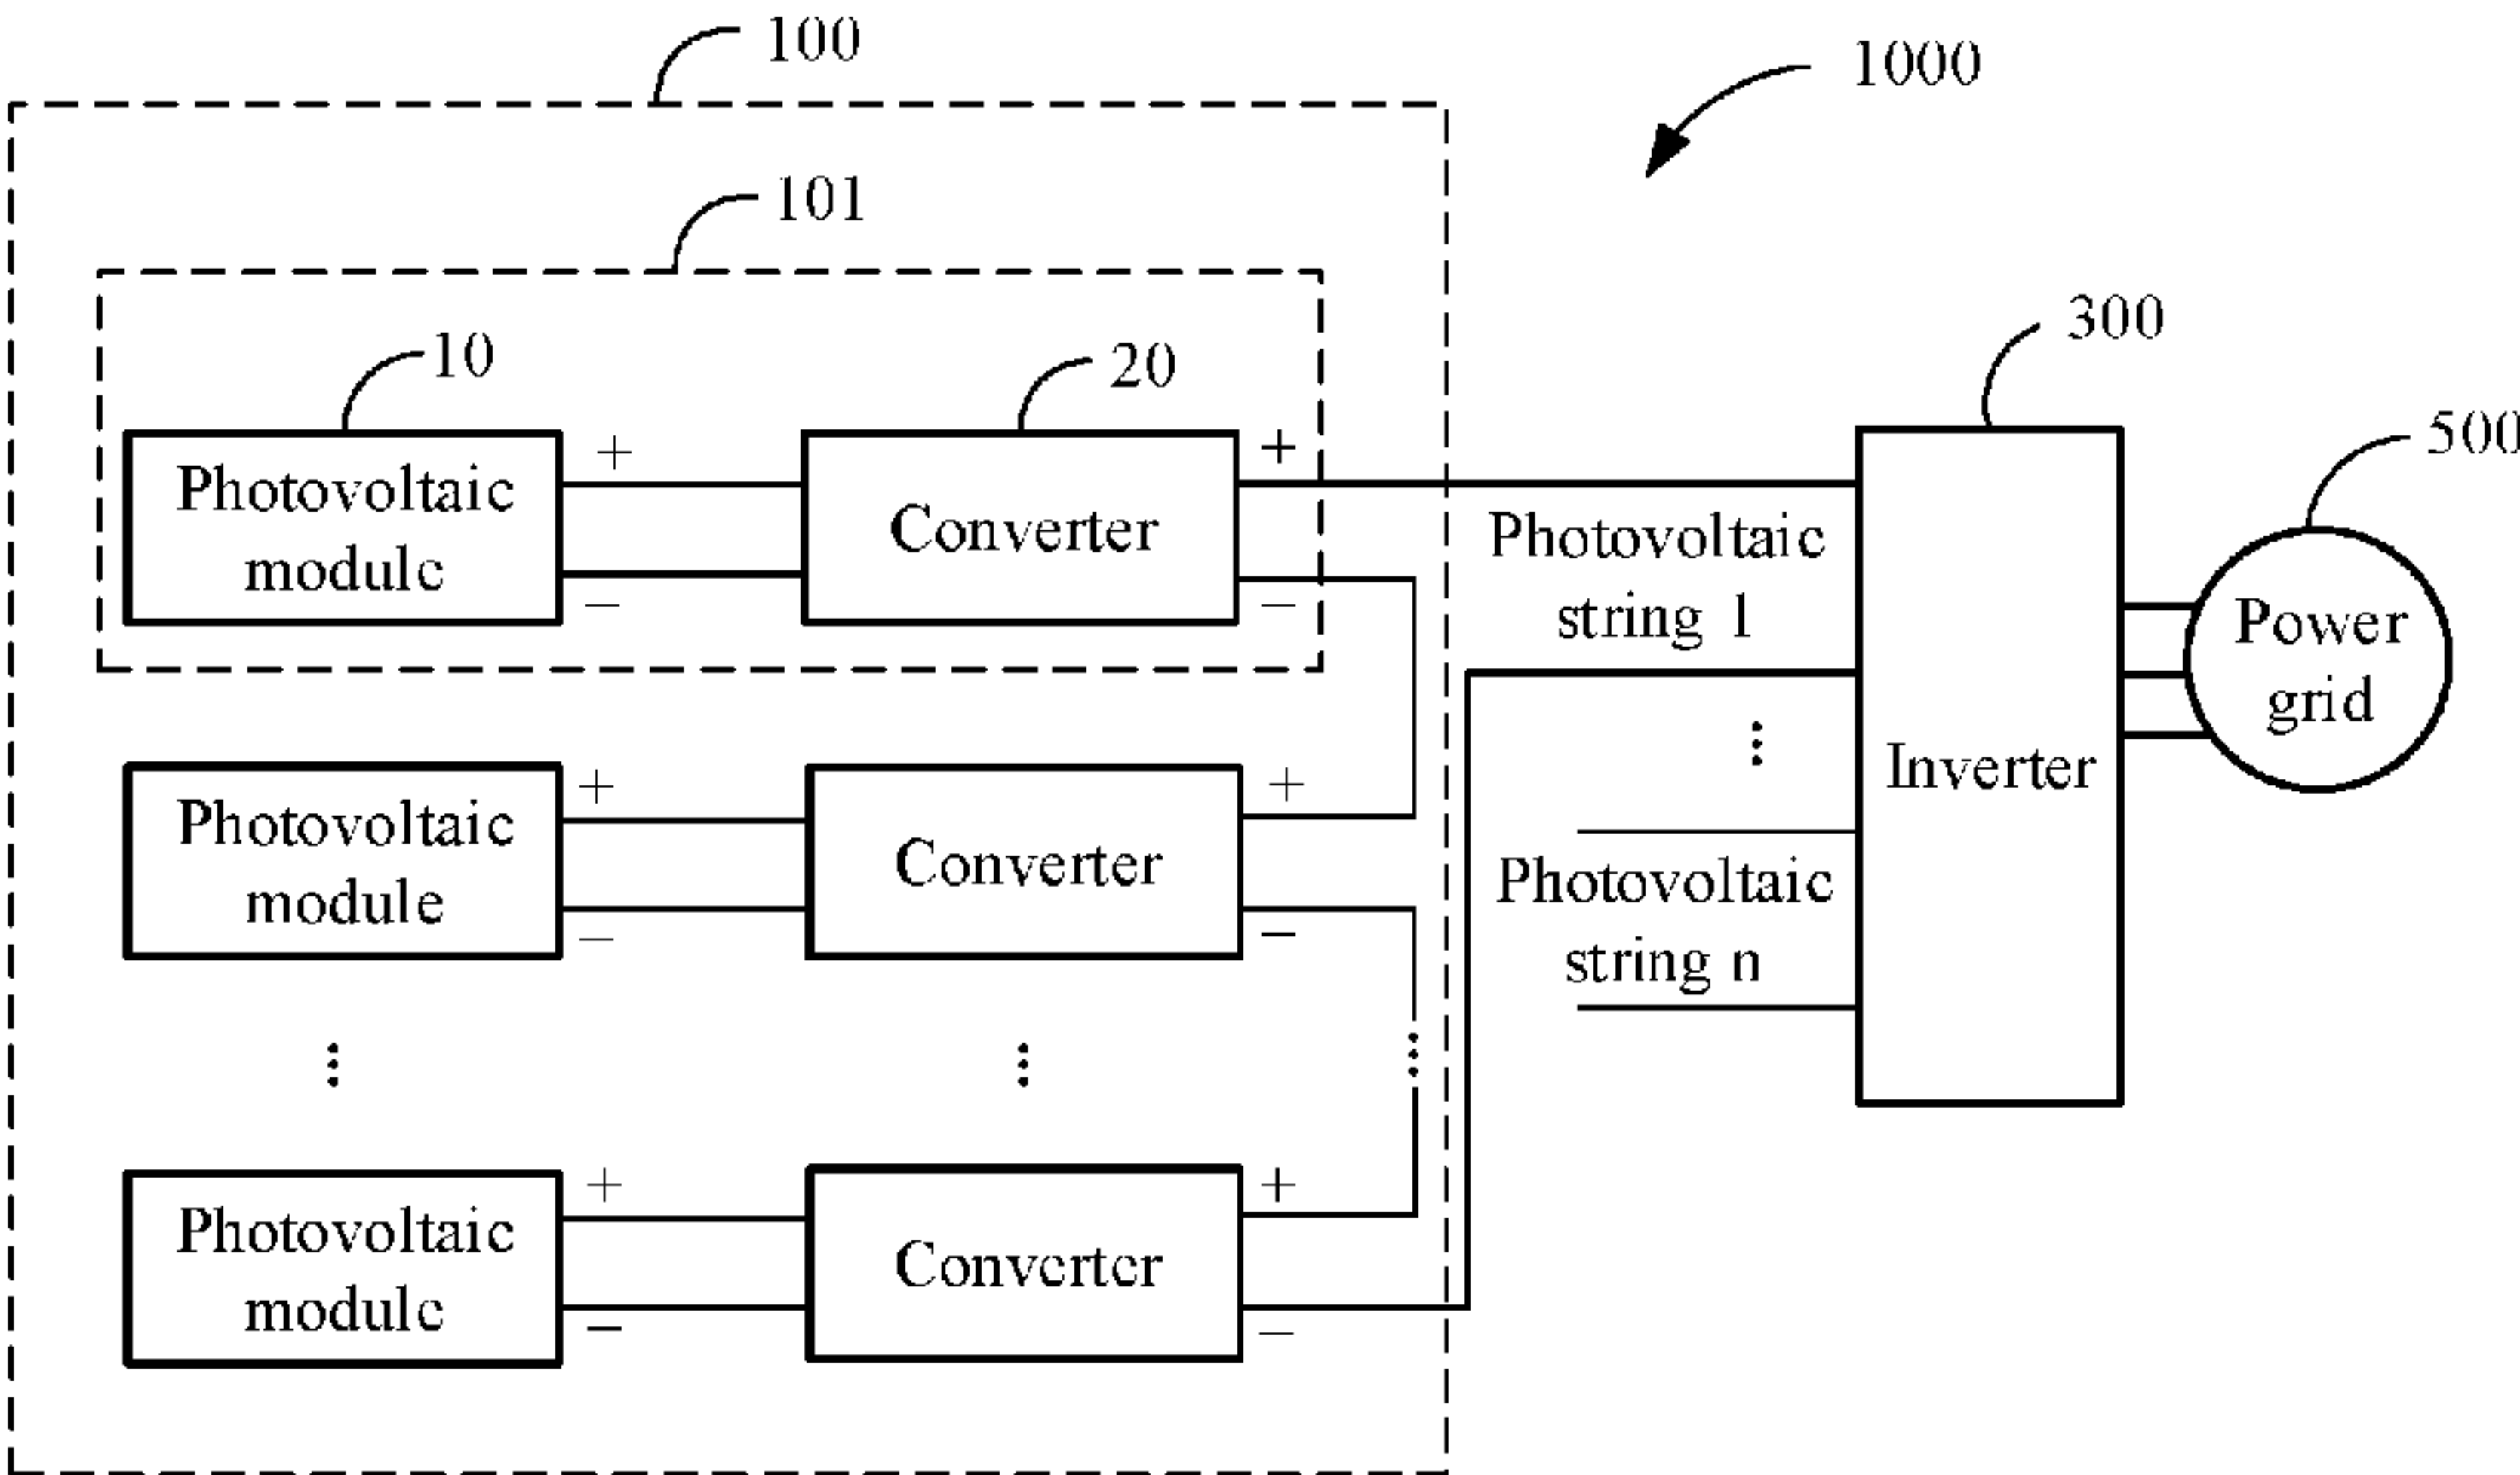 100
1000
101
300
10
20
500
+
+
Photovoltaic
module
Converter
−
−
Photovoltaic
string 1
Power
grid
+
+
Photovoltaic
module
Converter
−
−
Inverter
Photovoltaic
string n
+
+
Photovoltaic
module
Converter
−
−